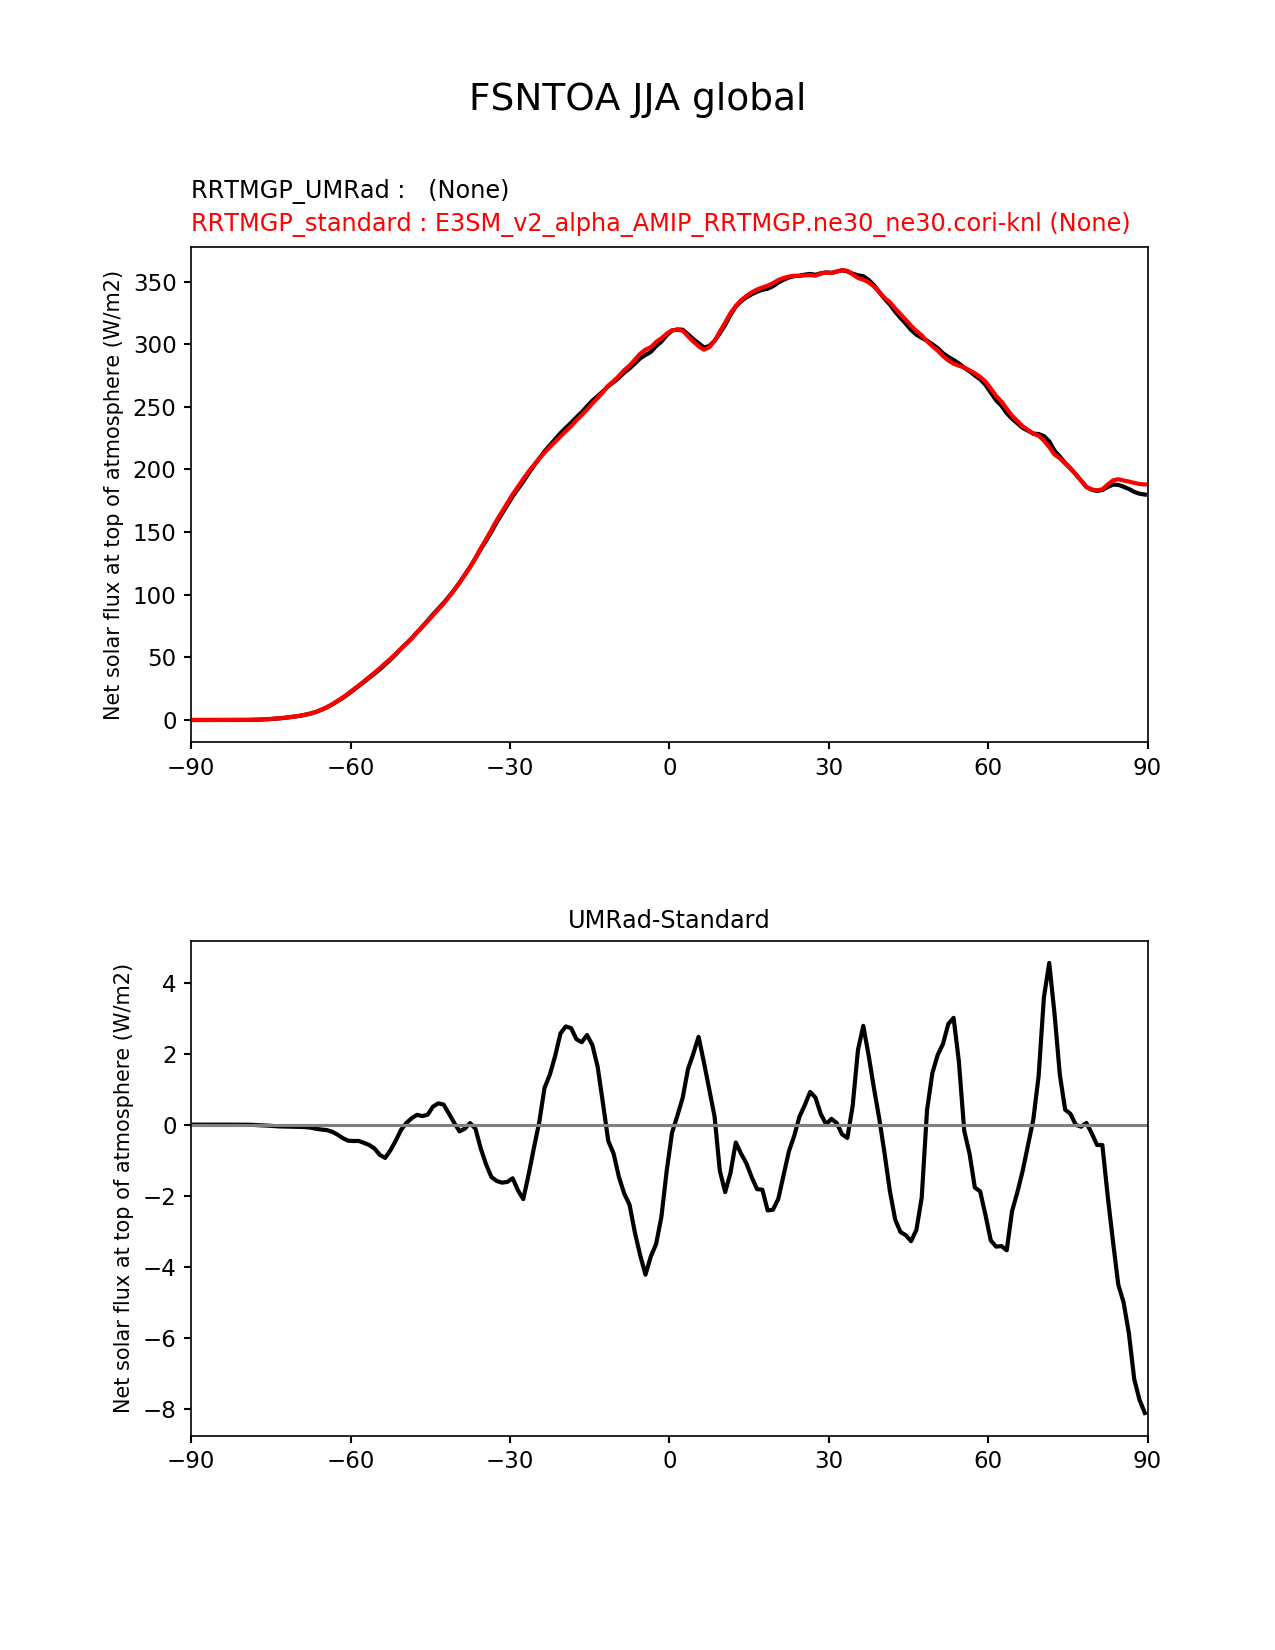 FSNTOA JJA global
RRTMGP_UMRad :   (None)
RRTMGP_standard : E3SM_v2_alpha_AMIP_RRTMGP.ne30_ne30.cori-knl (None)
Net solar flux at top of atmosphere (W/m2)
350
300
250
200
150
100
50
0
−90 −60 −30 0 30 60 90
UMRad-Standard
Net solar flux at top of atmosphere (W/m2)
4
2
0
−2
−4
−6
−8
−90 −60 −30 0 30 60 90